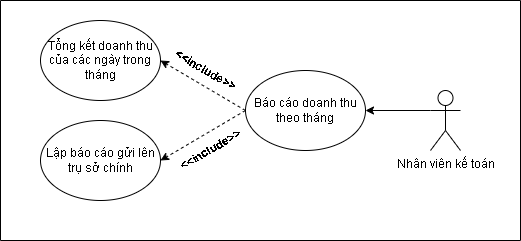 Tổng kết doanh thu
của các ngày trong
tháng
<<include>>
Báo cáo doanh thu
theo tháng
<<include>>
Lập báo cáo gửi lên
trụ sở chính
Nhân viên kế toán